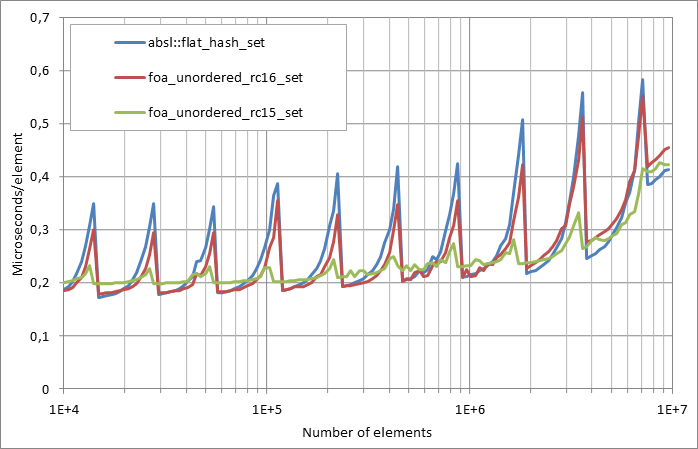 0,7
0,6
0,5
0,4
0,3
0,2
0,1
0
Microseconds/element
absl::flat_hash_set
foa_unordered_rc16_set
foa_unordered_rc15_set
1E+4 1E+5 1E+6 1E+7
Number of elements